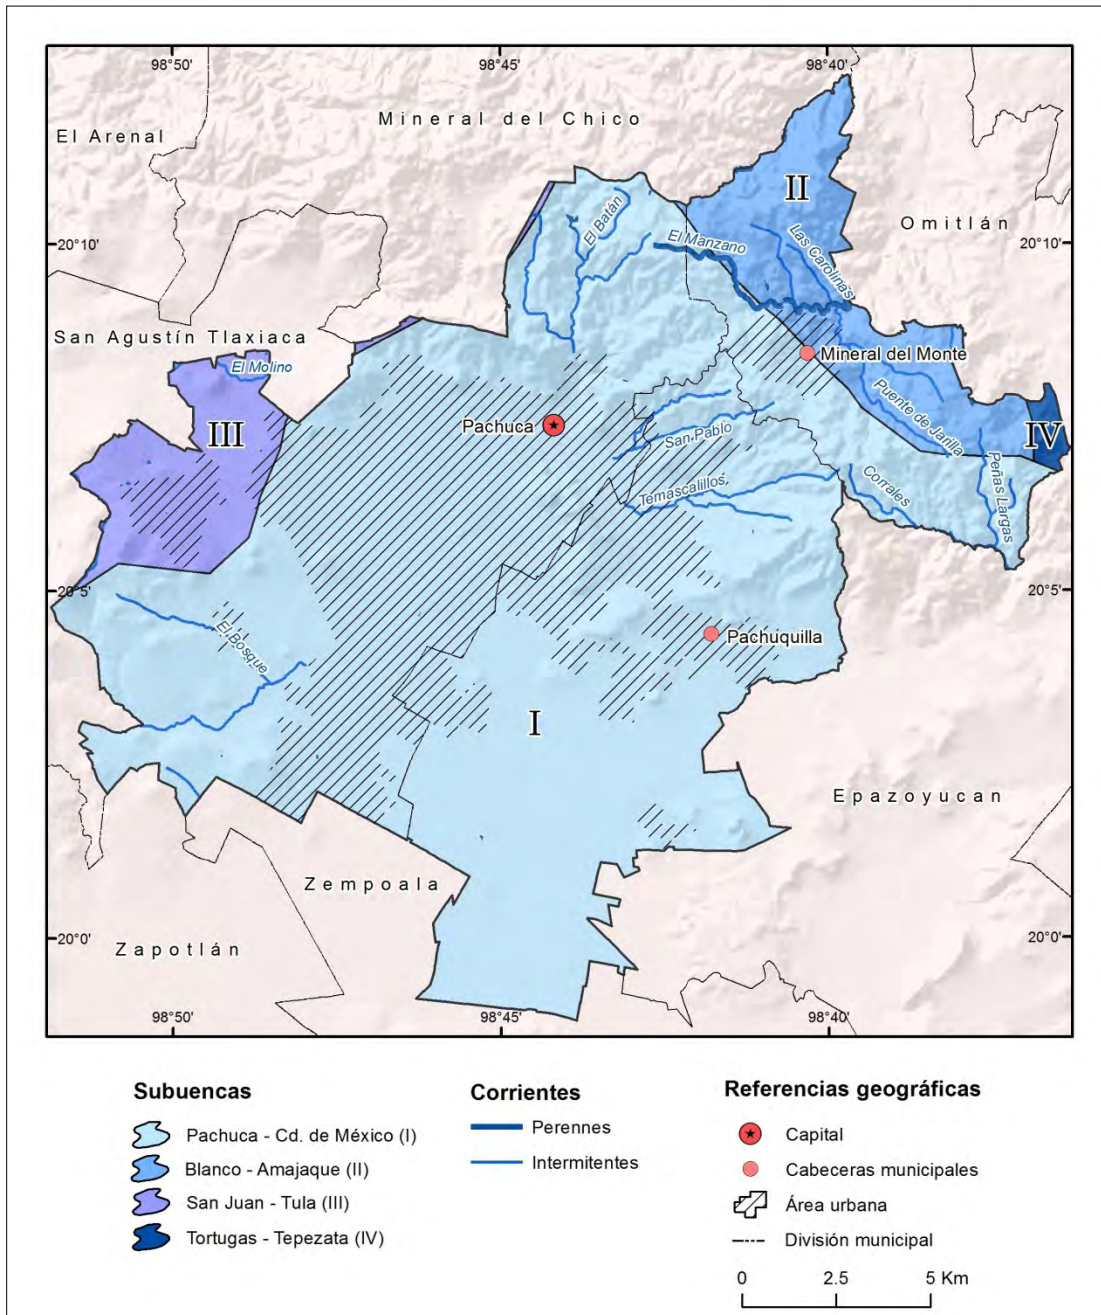 98°50'
98°45'
98°40'
Mineral del Chico
El Arenal
II
Omitlán
El Batán
El Manzano
Las Carolinas
20°10'
20°10'
San Agustín Tlaxiaca
El Molino
Mineral del Monte
III
Pachuca
San Pablo
Puente de Jarilla
IV
Temascalillos
Corrales
Peñas Largas
20°5'
20°5'
El Bosque
Pachuquilla
I
Epazoyucan
Zempoala
Zapotlán
20°0'
20°0'
98°50'
98°45'
98°40'
Subuencas
Pachuca - Cd. de México (I)
Blanco - Amajaque (II)
San Juan - Tula (III)
Tortugas - Tepezata (IV)
Corrientes
Perennes
Intermitentes
Referencias geográficas
Capital
Cabeceras municipales
Área urbana
División municipal
0 2.5 5 Km